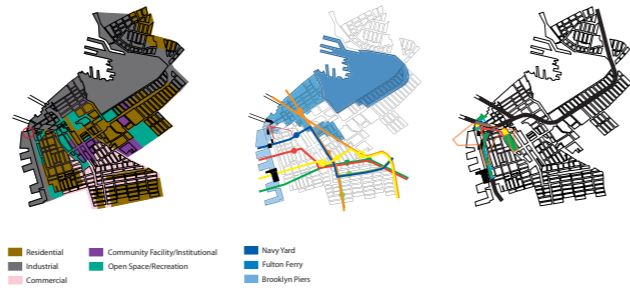 Residential
Community Facility/Institutional
Navy Yard
Industrial
Open Space/Recreation
Fulton Ferry
Commercial
Brooklyn Piers